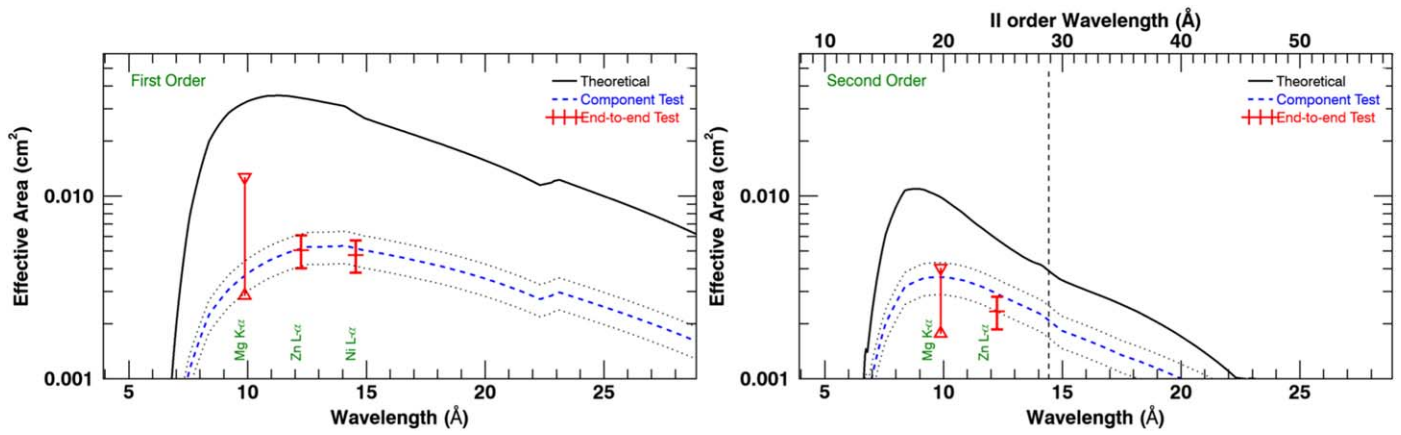 First Order
Theoretical
Component Test
End-to-end Test
Effective Area (cm²)
0.010
0.001
Mg K-α
Zn L-α
Ni L-α
5 10 15 20 25
Wavelength (Å)
II order Wavelength (Å)
10 20 30 40 50
Second Order
Theoretical
Component Test
End-to-end Test
Effective Area (cm²)
0.010
0.001
Mg K-α
Zn L-α
5 10 15 20 25
Wavelength (Å)